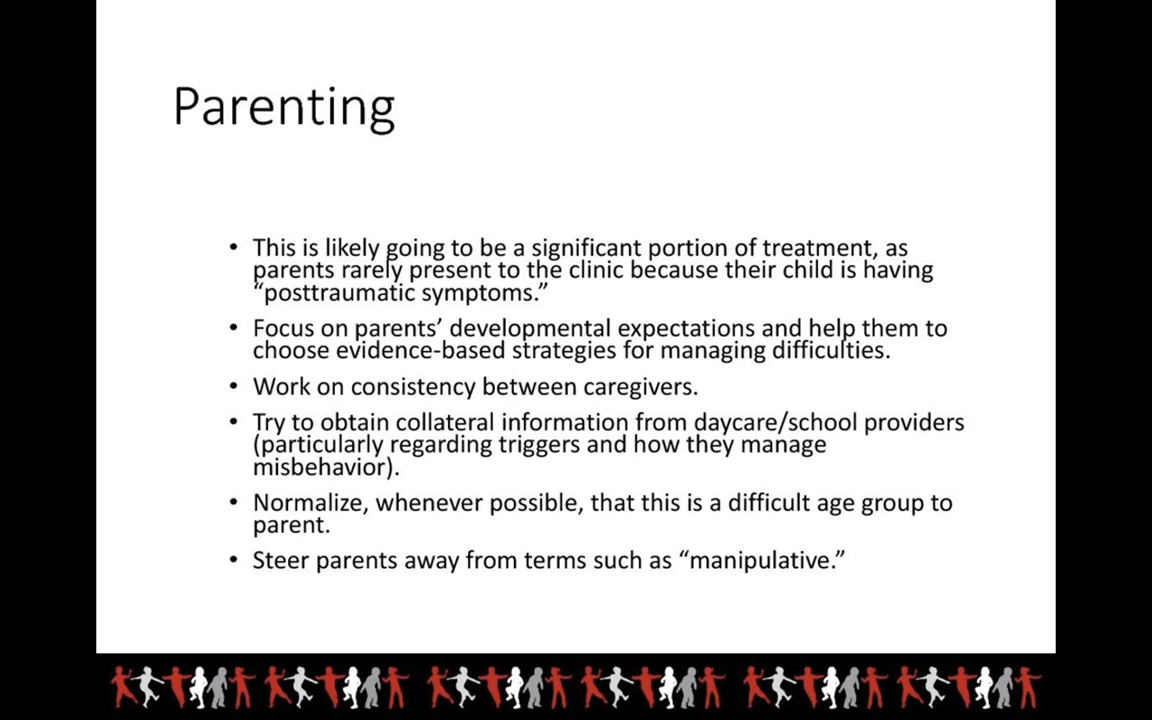 Parenting
• This is likely going to be a significant portion of treatment, as
parents rarely present to the clinic because their child is having
“posttraumatic symptoms.”
• Focus on parents’ developmental expectations and help them to
choose evidence-based strategies for managing difficulties.
• Work on consistency between caregivers.
• Try to obtain collateral information from daycare/school providers
(particularly regarding triggers and how they manage
misbehavior).
• Normalize, whenever possible, that this is a difficult age group to
parent.
• Steer parents away from terms such as “manipulative.”